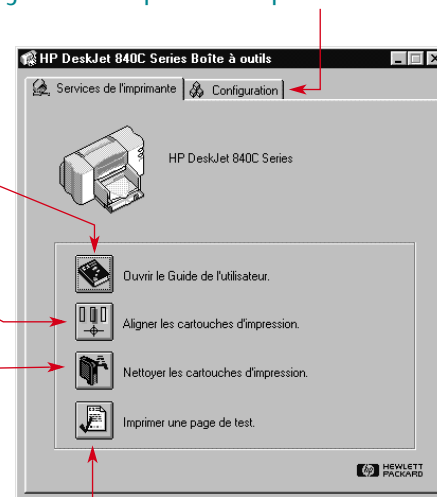 HP DeskJet 840C Series Boîte à outils
Services de l'imprimante
Configuration
HP DeskJet 840C Series
Ouvrir le Guide de l'utilisateur.
Aligner les cartouches d'impression.
Nettoyer les cartouches d'impression.
Imprimer une page de test.
hp HEWLETT
PACKARD